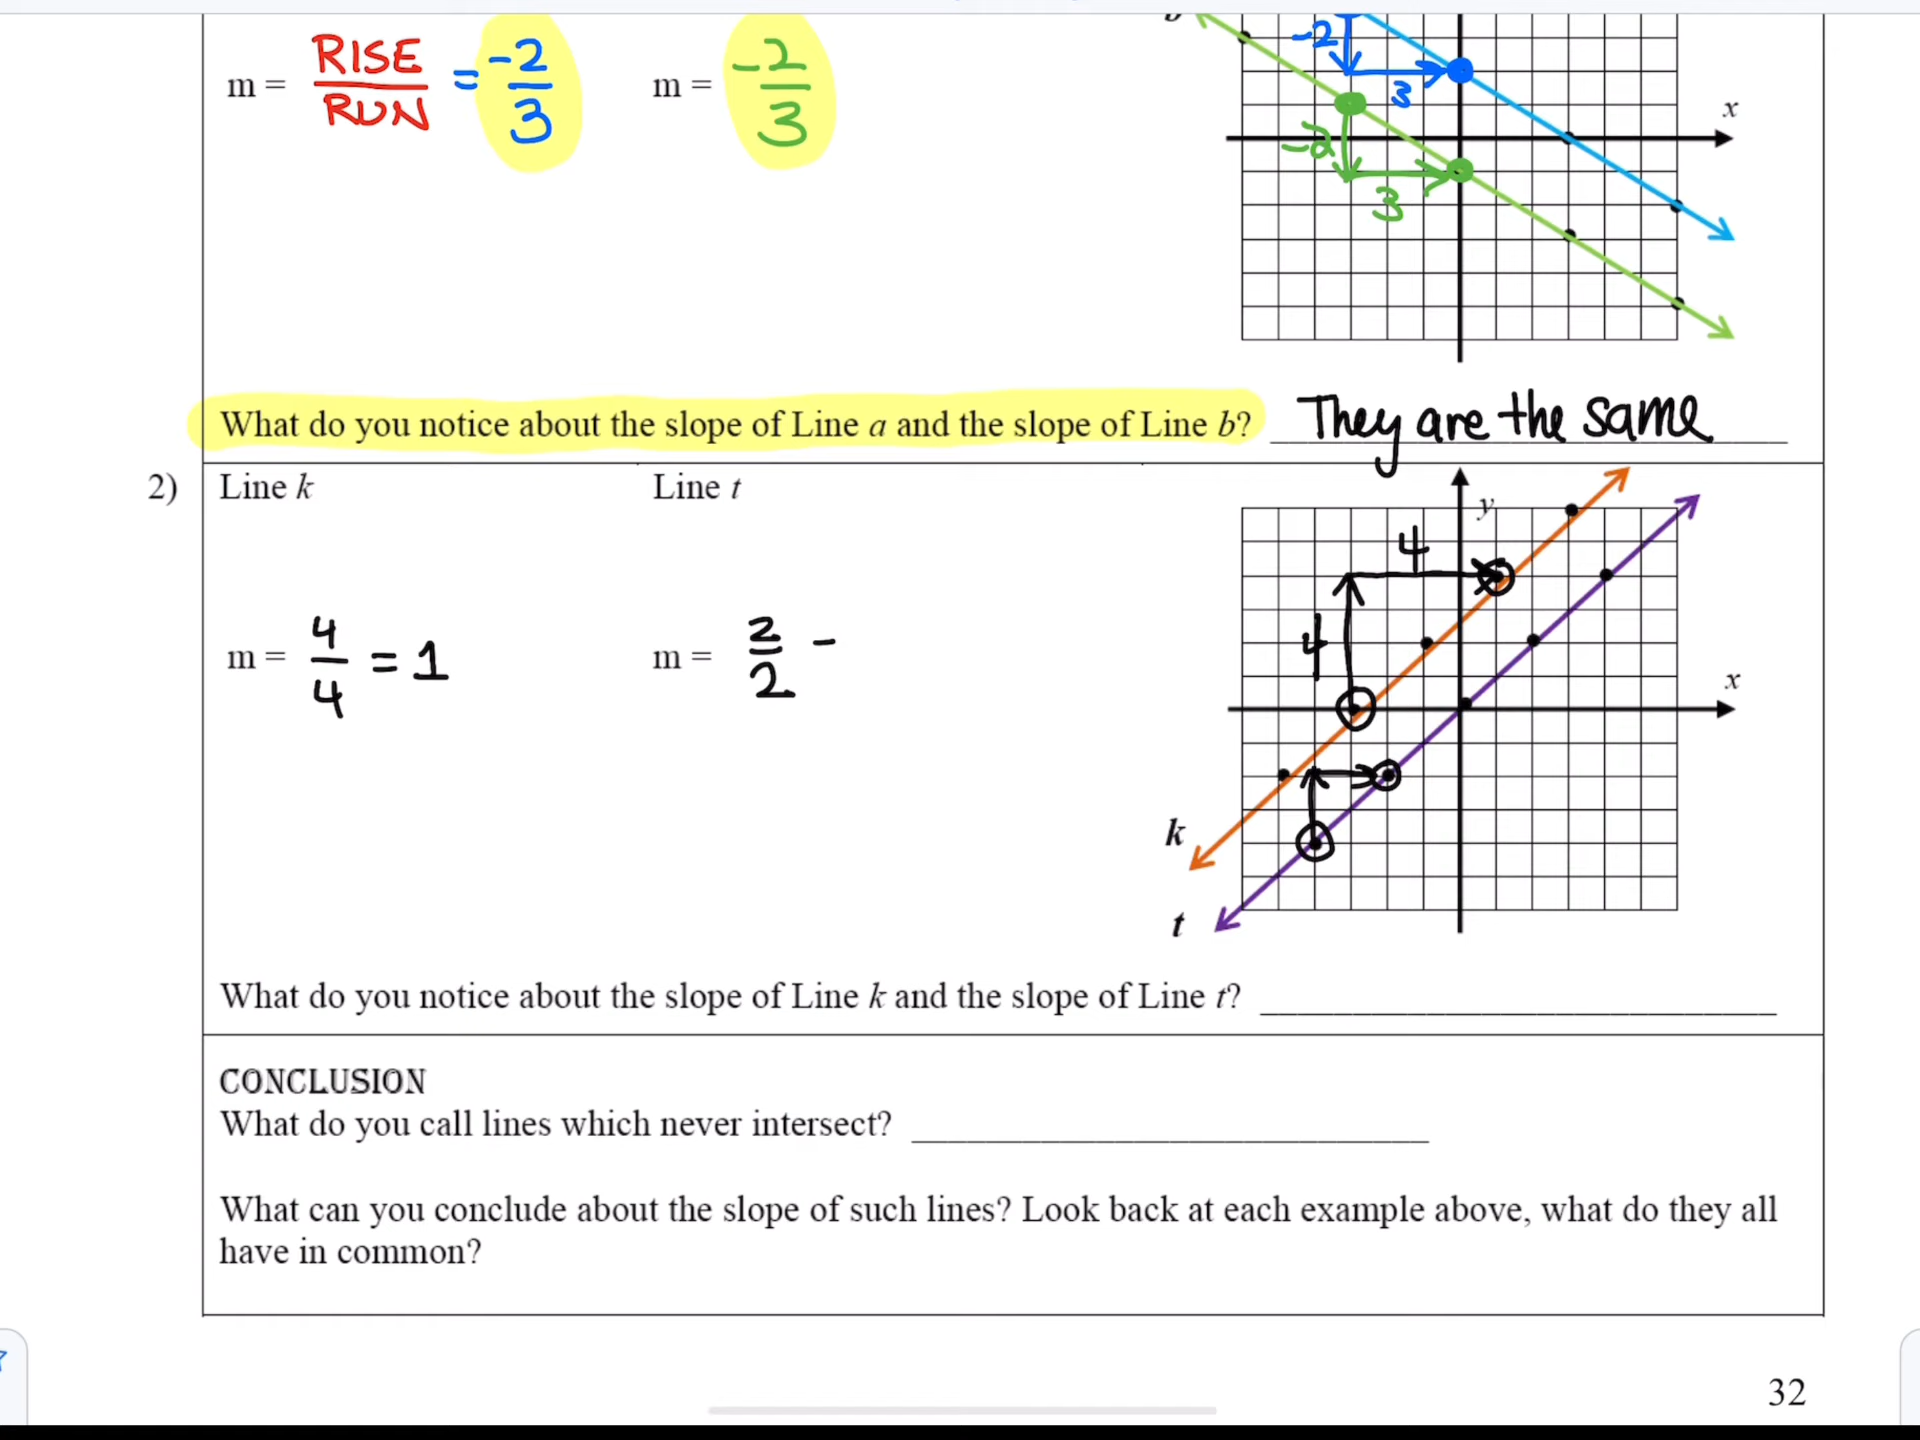 m = RISE/RUN = -2/3 m = -2/3
-2
3
x
-2
3
What do you notice about the slope of Line a and the slope of Line b? They are the same
2) Line k Line t
y
4
4
m = 4/4 = 1 m = 2/2 -
x
k
t
What do you notice about the slope of Line k and the slope of Line t?
CONCLUSION
What do you call lines which never intersect?
What can you conclude about the slope of such lines? Look back at each example above, what do they all
have in common?
32